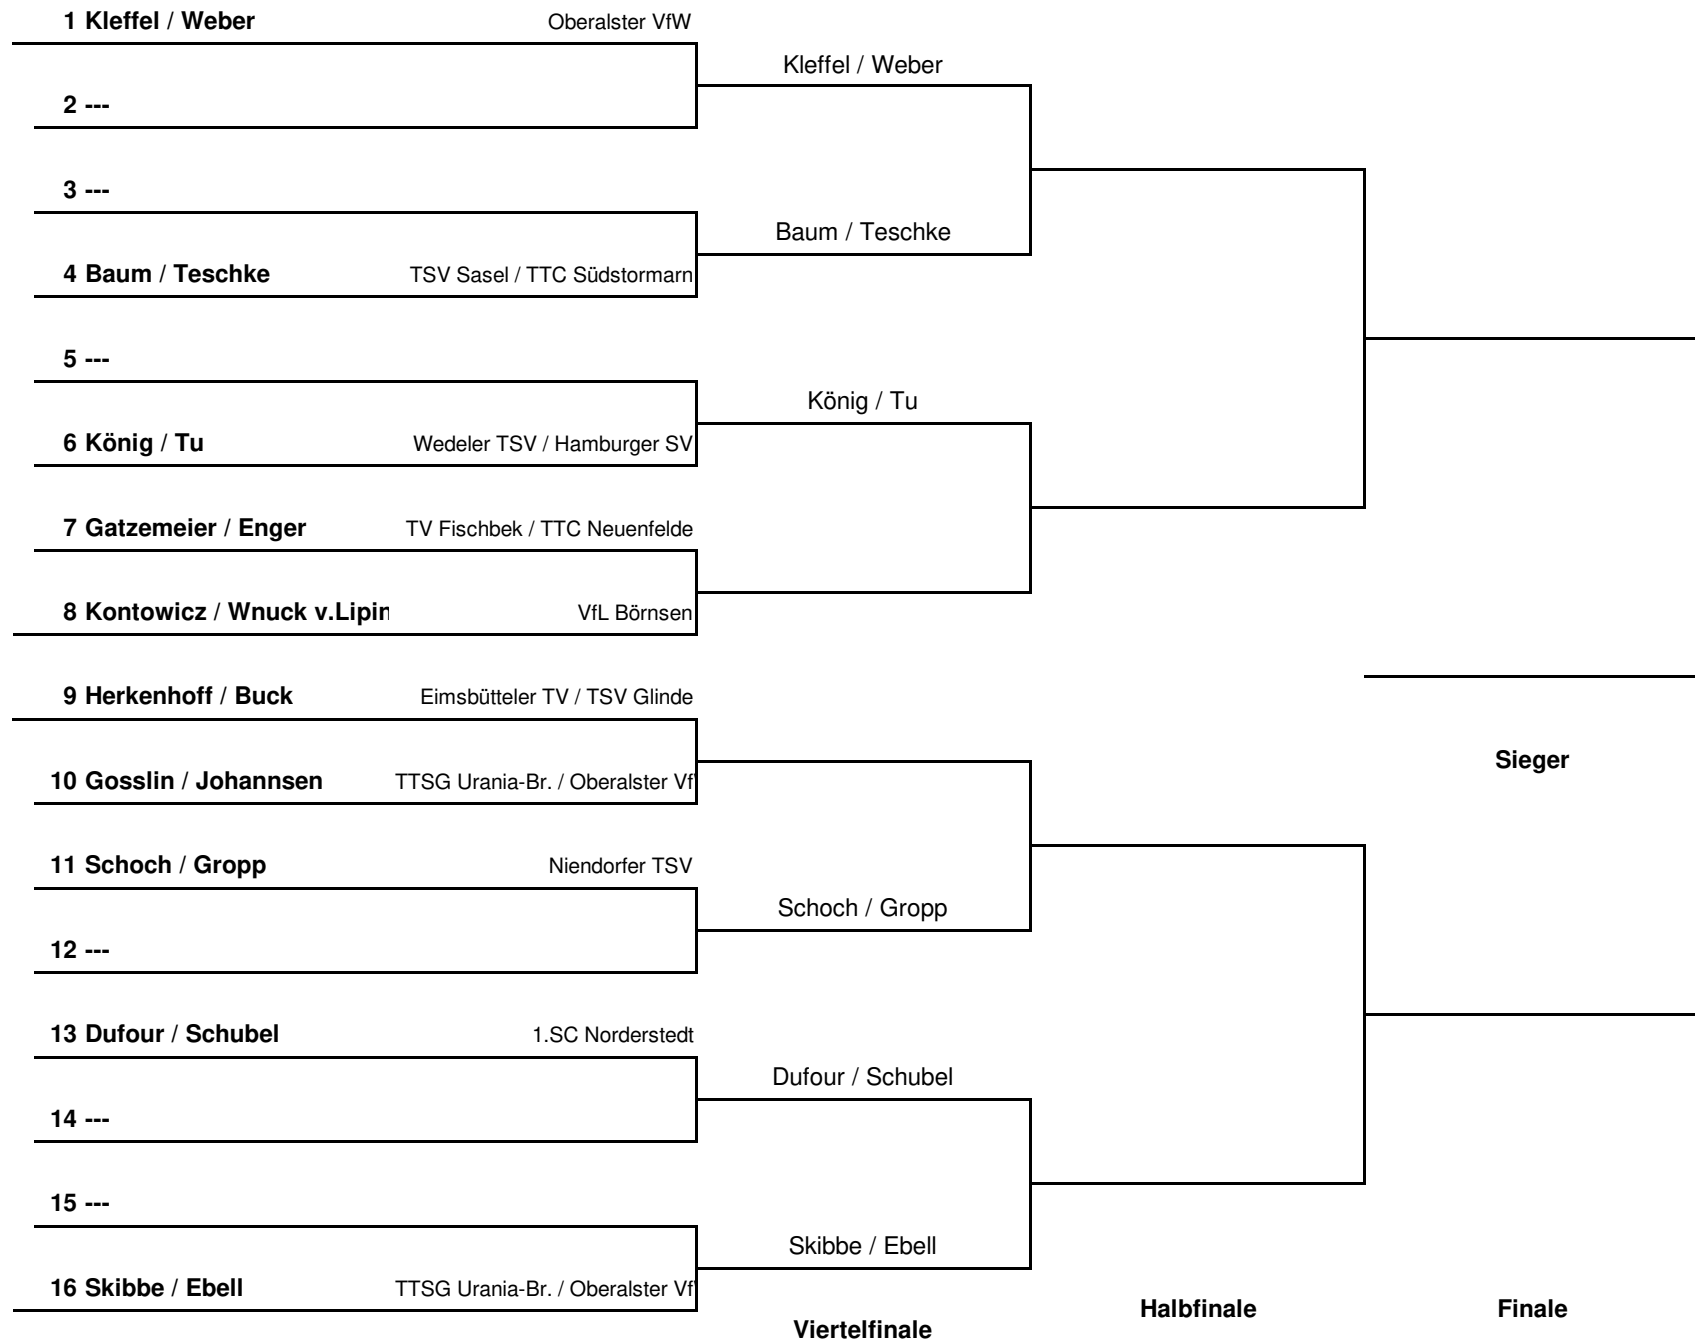 1 Kleffel / Weber Oberalster VfW
Kleffel / Weber
2 ---
3 ---
Baum / Teschke
4 Baum / Teschke TSV Sasel / TTC Südstormarn
5 ---
König / Tu
6 König / Tu Wedeler TSV / Hamburger SV
7 Gatzemeier / Enger TV Fischbek / TTC Neuenfelde
8 Kontowicz / Wnuck v.Lipin VfL Börnsen
9 Herkenhoff / Buck Eimsbütteler TV / TSV Glinde
Sieger
10 Gosslin / Johannsen TTSG Urania-Br. / Oberalster Vf
11 Schoch / Gropp Niendorfer TSV
Schoch / Gropp
12 ---
13 Dufour / Schubel 1.SC Norderstedt
Dufour / Schubel
14 ---
15 ---
Skibbe / Ebell
16 Skibbe / Ebell TTSG Urania-Br. / Oberalster Vf
Viertelfinale
Halbfinale
Finale